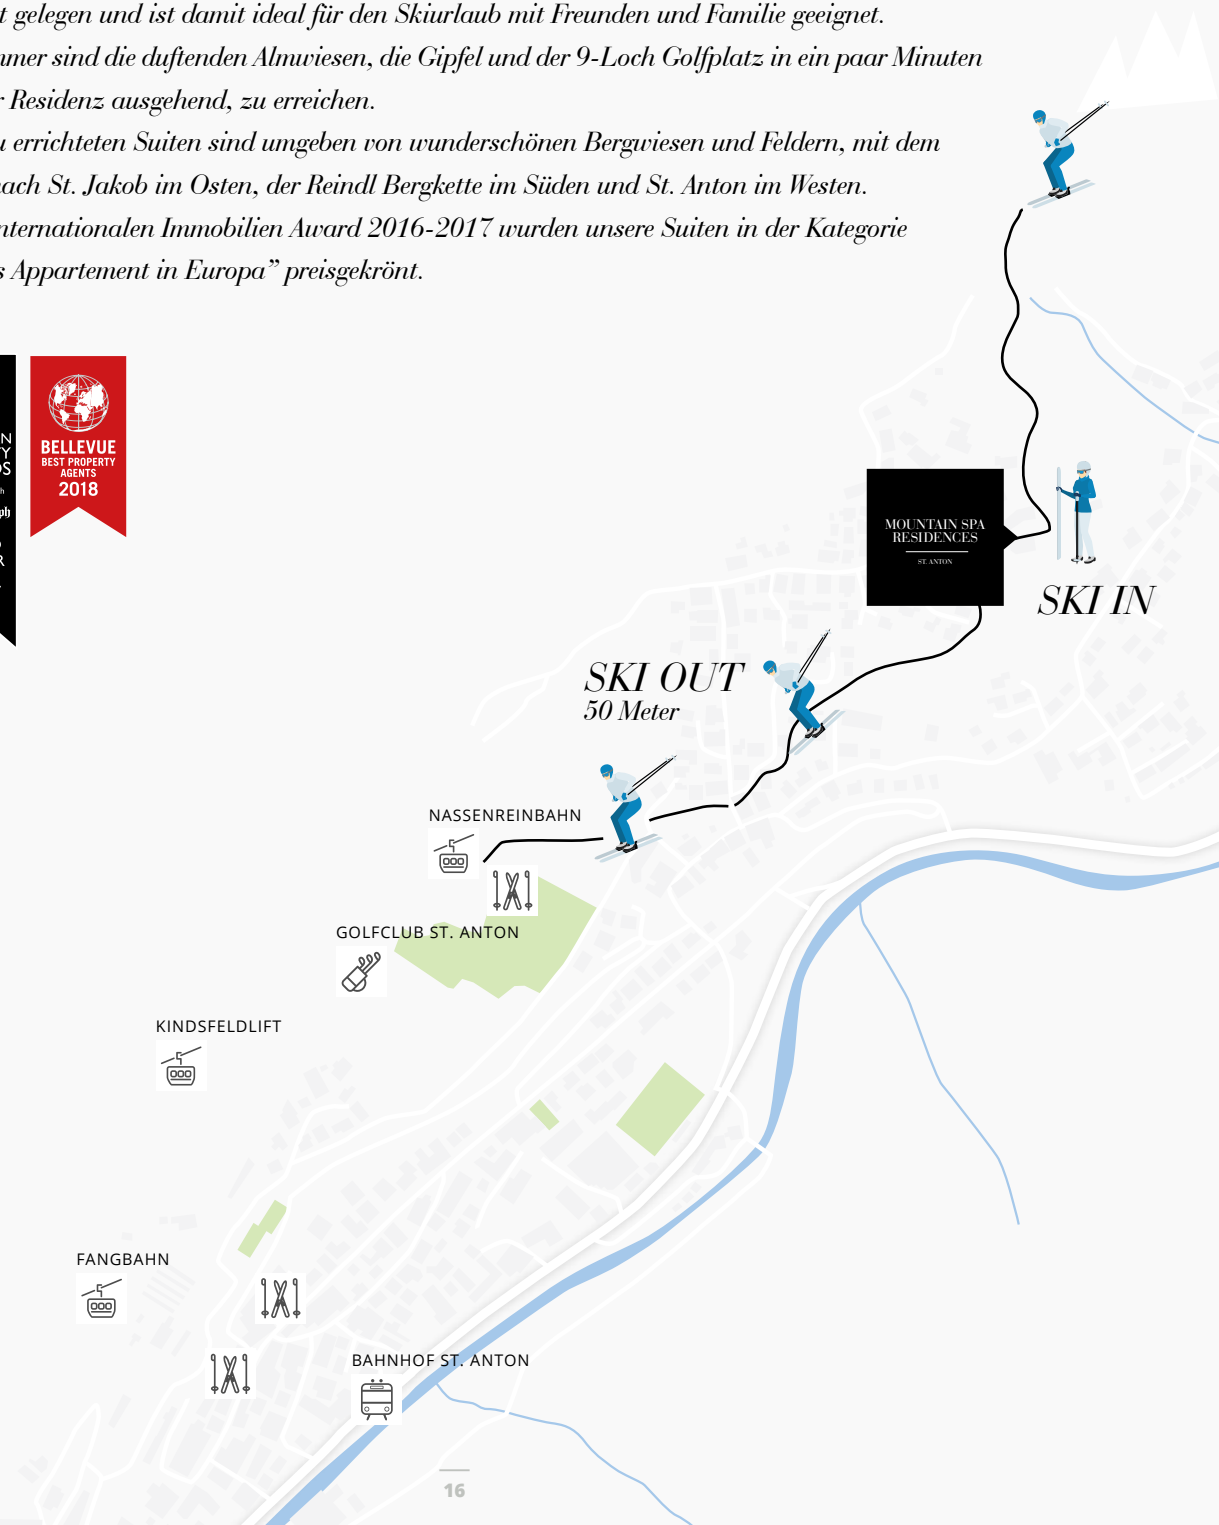 t gelegen und ist damit ideal für den Skiurlaub mit Freunden und Familie geeignet.
mer sind die duftenden Almwiesen, die Gipfel und der 9-Loch Golfplatz in ein paar Minuten
r Residenz ausgehend, zu erreichen.
u errichteten Suiten sind umgeben von wunderschönen Bergwiesen und Feldern, mit dem
nach St. Jakob im Osten, der Reindl Bergkette im Süden und St. Anton im Westen.
nternationalen Immobilien Award 2016-2017 wurden unsere Suiten in der Kategorie
s Appartement in Europa” preisgekrönt.
N
TY
DS
th
ph
R
BELLEVUE
BEST PROPERTY
AGENTS
2018
MOUNTAIN SPA
RESIDENCES
ST. ANTON
SKI IN
SKI OUT
50 Meter
NASSENREINBAHN
GOLFCLUB ST. ANTON
KINDSFELDLIFT
FANGBAHN
BAHNHOF ST. ANTON
16